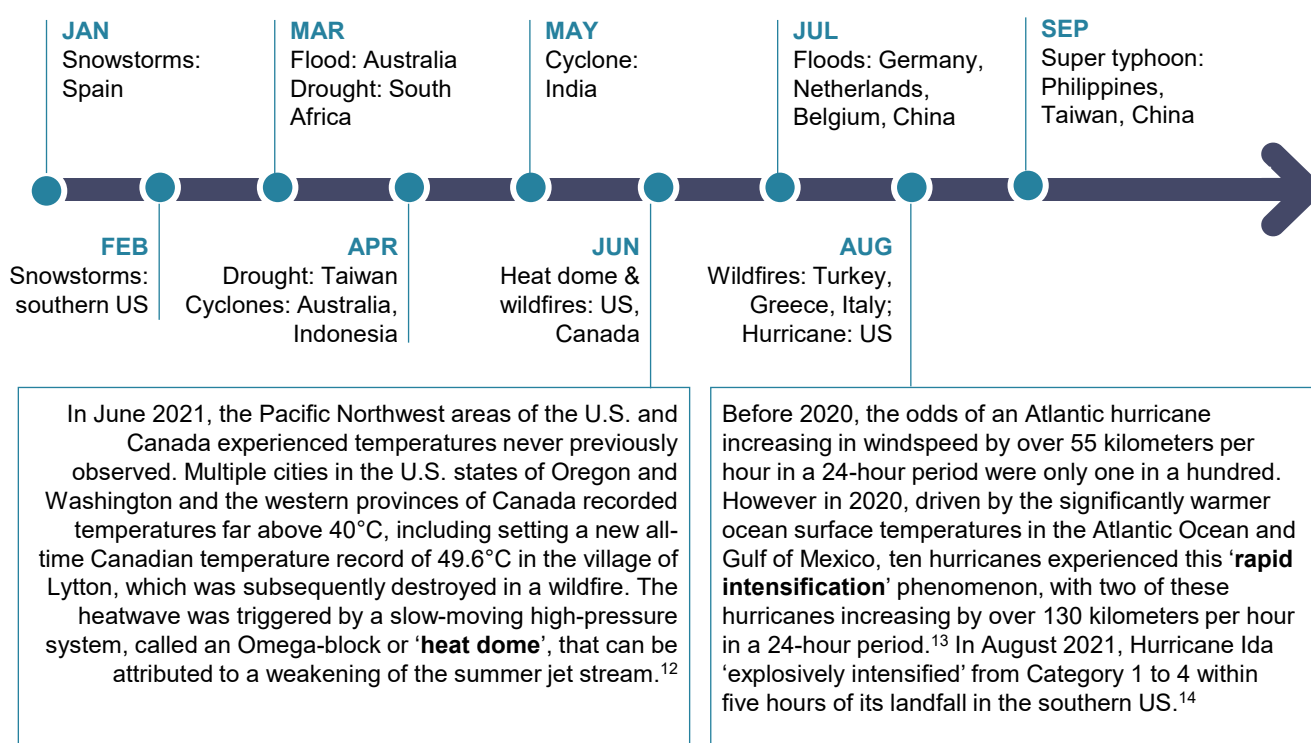 JAN
Snowstorms:
Spain
MAR
Flood: Australia
Drought: South
Africa
MAY
Cyclone:
India
JUL
Floods: Germany,
Netherlands,
Belgium, China
SEP
Super typhoon:
Philippines,
Taiwan, China
FEB
Snowstorms:
southern US
APR
Drought: Taiwan
Cyclones: Australia,
Indonesia
JUN
Heat dome &
wildfires: US,
Canada
AUG
Wildfires: Turkey,
Greece, Italy;
Hurricane: US
In June 2021, the Pacific Northwest areas of the U.S. and
Canada experienced temperatures never previously
observed. Multiple cities in the U.S. states of Oregon and
Washington and the western provinces of Canada recorded
temperatures far above 40°C, including setting a new all-
time Canadian temperature record of 49.6°C in the village of
Lytton, which was subsequently destroyed in a wildfire. The
heatwave was triggered by a slow-moving high-pressure
system, called an Omega-block or ‘heat dome’, that can be
attributed to a weakening of the summer jet stream.¹²
Before 2020, the odds of an Atlantic hurricane
increasing in windspeed by over 55 kilometers per
hour in a 24-hour period were only one in a hundred.
However in 2020, driven by the significantly warmer
ocean surface temperatures in the Atlantic Ocean and
Gulf of Mexico, ten hurricanes experienced this ‘rapid
intensification’ phenomenon, with two of these
hurricanes increasing by over 130 kilometers per hour
in a 24-hour period.¹³ In August 2021, Hurricane Ida
‘explosively intensified’ from Category 1 to 4 within
five hours of its landfall in the southern US.¹⁴